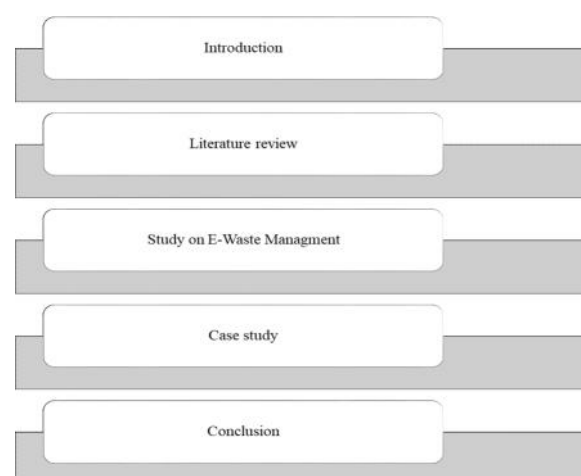 Introduction
Literature review
Study on E-Waste Managment
Case study
Conclusion